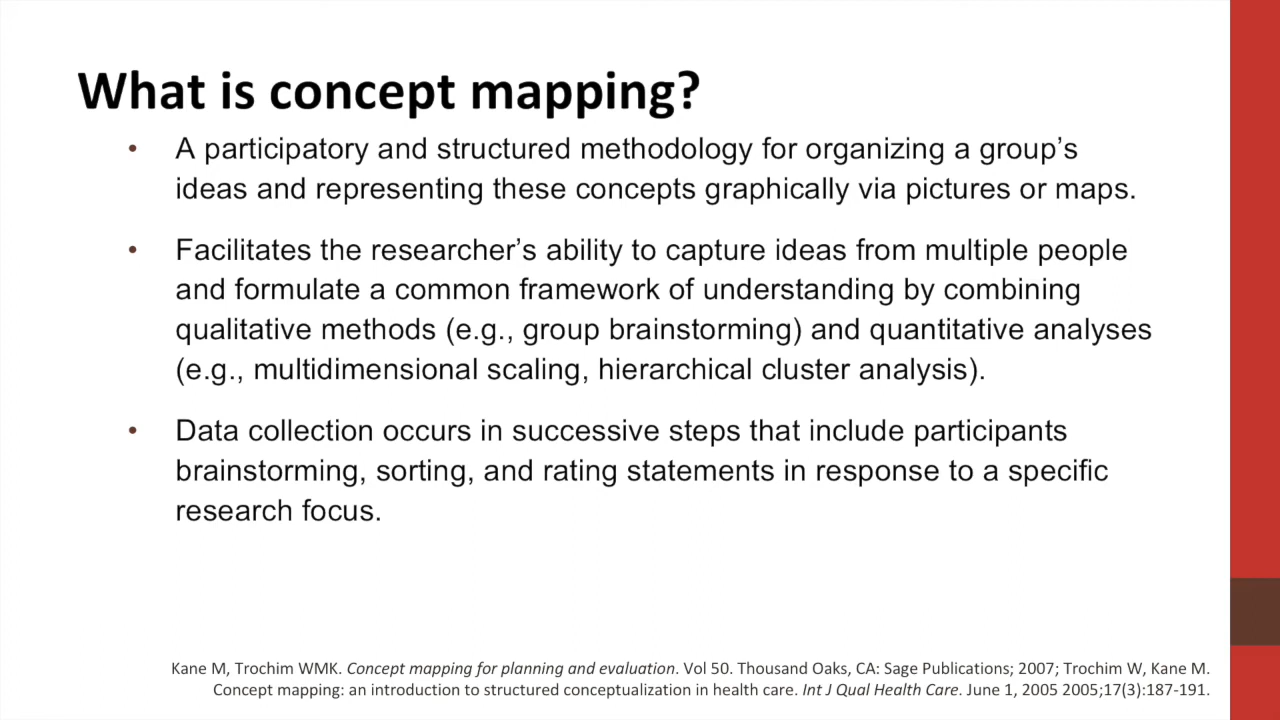 What is concept mapping?
• A participatory and structured methodology for organizing a group’s
ideas and representing these concepts graphically via pictures or maps.
• Facilitates the researcher’s ability to capture ideas from multiple people
and formulate a common framework of understanding by combining
qualitative methods (e.g., group brainstorming) and quantitative analyses
(e.g., multidimensional scaling, hierarchical cluster analysis).
• Data collection occurs in successive steps that include participants
brainstorming, sorting, and rating statements in response to a specific
research focus.
Kane M, Trochim WMK. Concept mapping for planning and evaluation. Vol 50. Thousand Oaks, CA: Sage Publications; 2007; Trochim W, Kane M.
Concept mapping: an introduction to structured conceptualization in health care. Int J Qual Health Care. June 1, 2005 2005;17(3):187-191.